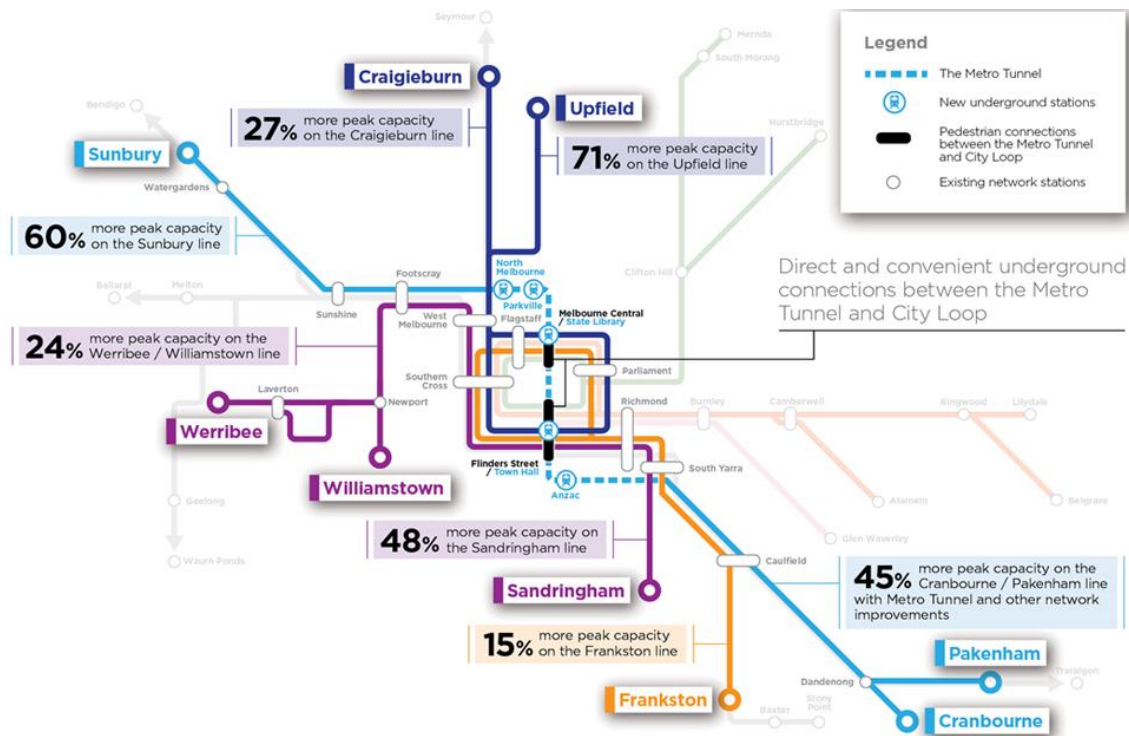 Seymour
Mernda
South Morang
Craigieburn
27% more peak capacity
on the Craigieburn line
Upfield
71% more peak capacity
on the Upfield line
Hurstbridge
Legend
The Metro Tunnel
New underground stations
Pedestrian connections
between the Metro Tunnel
and City Loop
Existing network stations
Bendigo
Sunbury
Watergardens
60% more peak capacity
on the Sunbury line
Clifton Hill
Direct and convenient underground
connections between the Metro
Tunnel and City Loop
Ballarat
Melton
Sunshine
Footscray
North
Melbourne
Parkville
West
Melbourne
Flagstaff
Melbourne Central
/ State Library
24% more peak capacity on the
Werribee / Williamstown line
Southern
Cross
Parliament
Laverton
Newport
Werribee
Williamstown
Richmond
Burnley
Camberwell
Ringwood
Lilydale
Flinders Street
/ Town Hall
Anzac
South Yarra
Alamein
Belgrave
Glen Waverley
Geelong
Waurn Ponds
48% more peak capacity on
the Sandringham line
Sandringham
Caulfield
45% more peak capacity on the
Cranbourne / Pakenham line
with Metro Tunnel and other network
improvements
15% more peak capacity
on the Frankston line
Frankston
Baxter
Stony
Point
Dandenong
Pakenham
Traralgon
Cranbourne